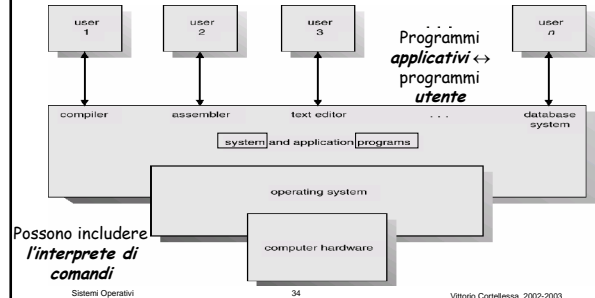 user
1
user
2
user
3
. . .
user
n
Programmi
applicativi ↔
programmi
utente
compiler
assembler
text editor
. . .
database
system
system and application programs
operating system
computer hardware
Possono includere
l'interprete di
comandi
Sistemi Operativi
34
Vittorio Cortellessa, 2002-2003